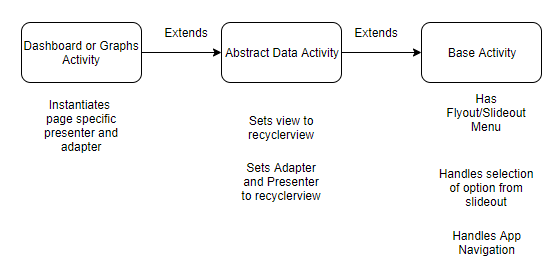 Dashboard or Graphs
Activity
Extends
Abstract Data Activity
Extends
Base Activity
Instantiates
page specific
presenter and
adapter
Sets view to
recyclerview
Sets Adapter
and Presenter
to recyclerview
Has
Flyout/Slideout
Menu
Handles selection
of option from
slideout
Handles App
Navigation